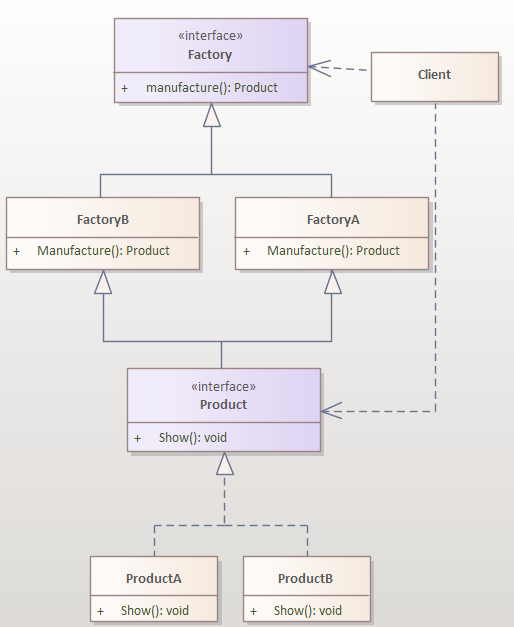 «interface»
Factory
+ manufacture(): Product
Client
FactoryB
+ Manufacture(): Product
FactoryA
+ Manufacture(): Product
«interface»
Product
+ Show(): void
ProductA
+ Show(): void
ProductB
+ Show(): void